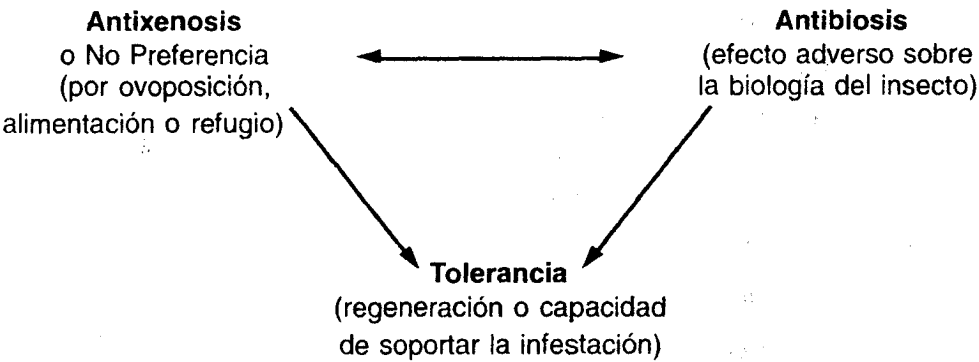 Antixenosis
o No Preferencia
(por ovoposición,
alimentación o refugio)
Antibiosis
(efecto adverso sobre
la biología del insecto)
Tolerancia
(regeneración o capacidad
de soportar la infestación)